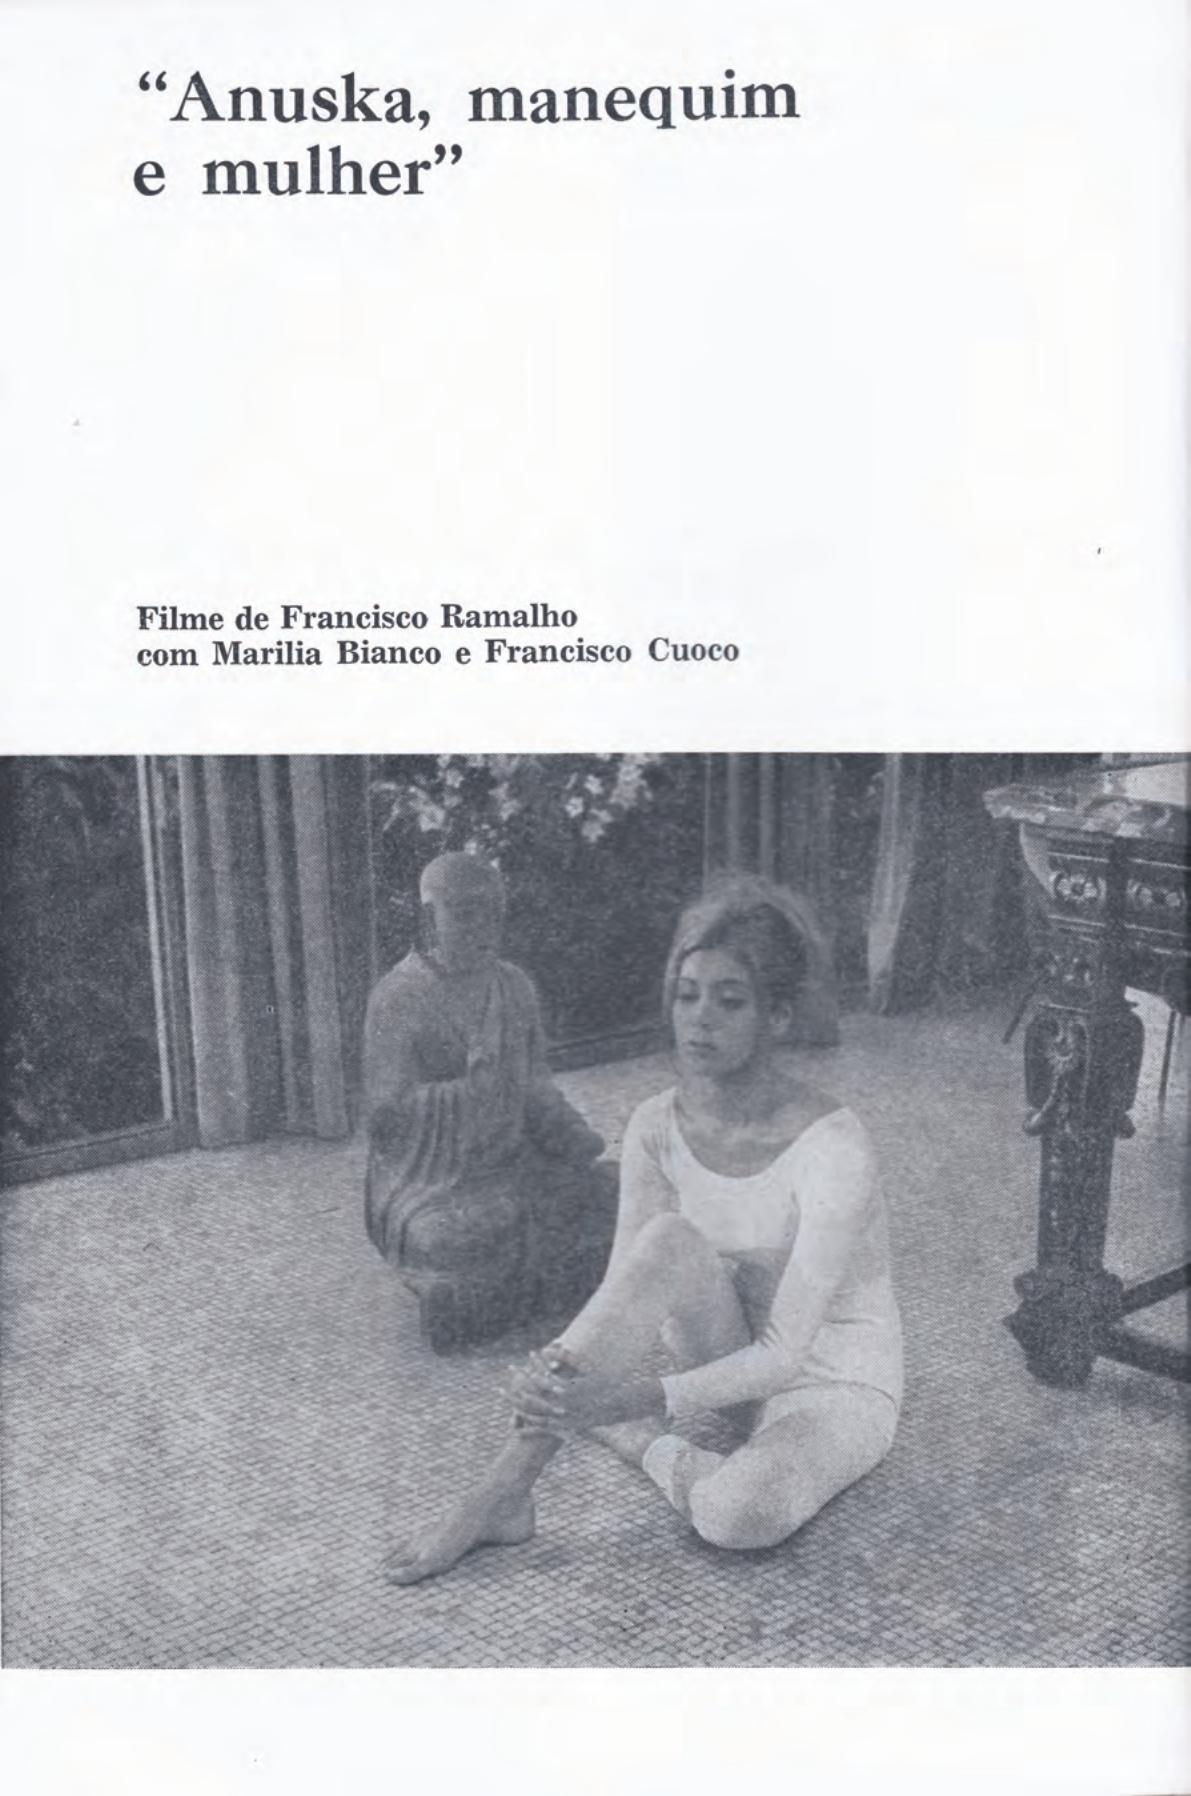 “Anuska, manequim
e mulher”
Filme de Francisco Ramalho
com Marilia Bianco e Francisco Cuoco